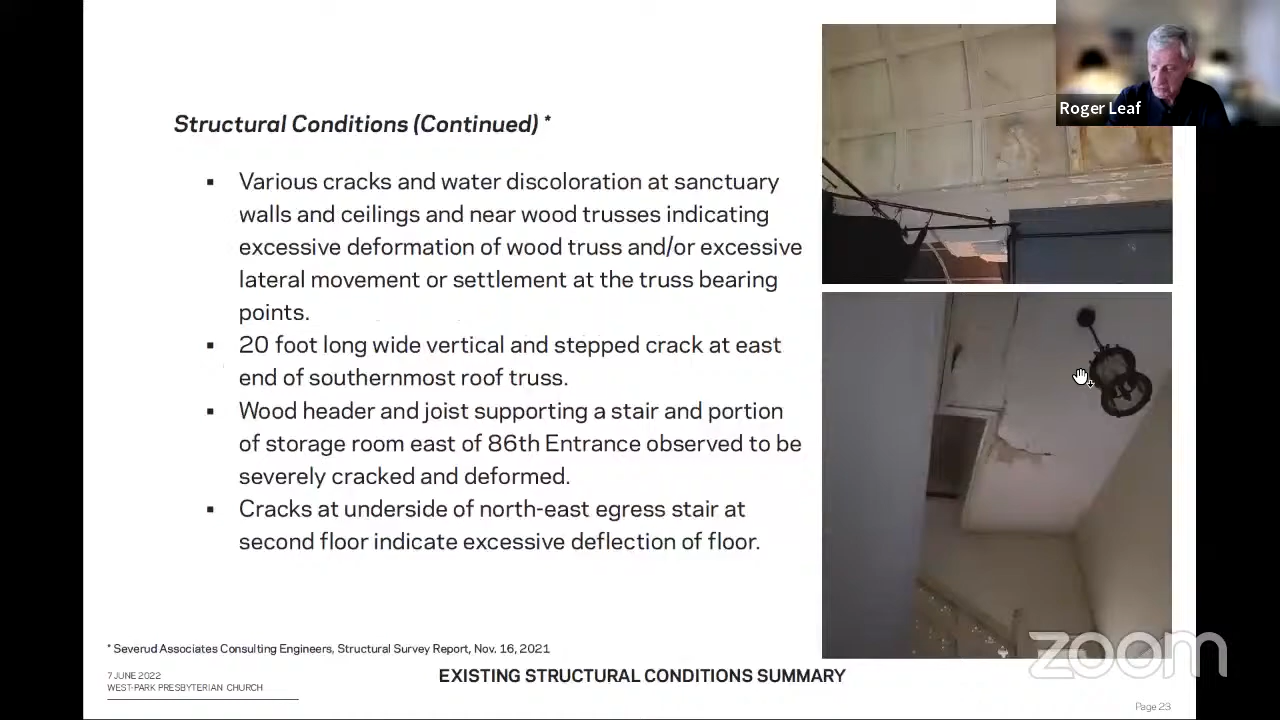 Roger Leaf
Structural Conditions (Continued) *
▪ Various cracks and water discoloration at sanctuary
walls and ceilings and near wood trusses indicating
excessive deformation of wood truss and/or excessive
lateral movement or settlement at the truss bearing
points.
▪ 20 foot long wide vertical and stepped crack at east
end of southernmost roof truss.
▪ Wood header and joist supporting a stair and portion
of storage room east of 86th Entrance observed to be
severely cracked and deformed.
▪ Cracks at underside of north-east egress stair at
second floor indicate excessive deflection of floor.
* Severud Associates Consulting Engineers, Structural Survey Report, Nov. 16, 2021
7 JUNE 2022
WEST-PARK PRESBYTERIAN CHURCH
EXISTING STRUCTURAL CONDITIONS SUMMARY
zoom
Page 23